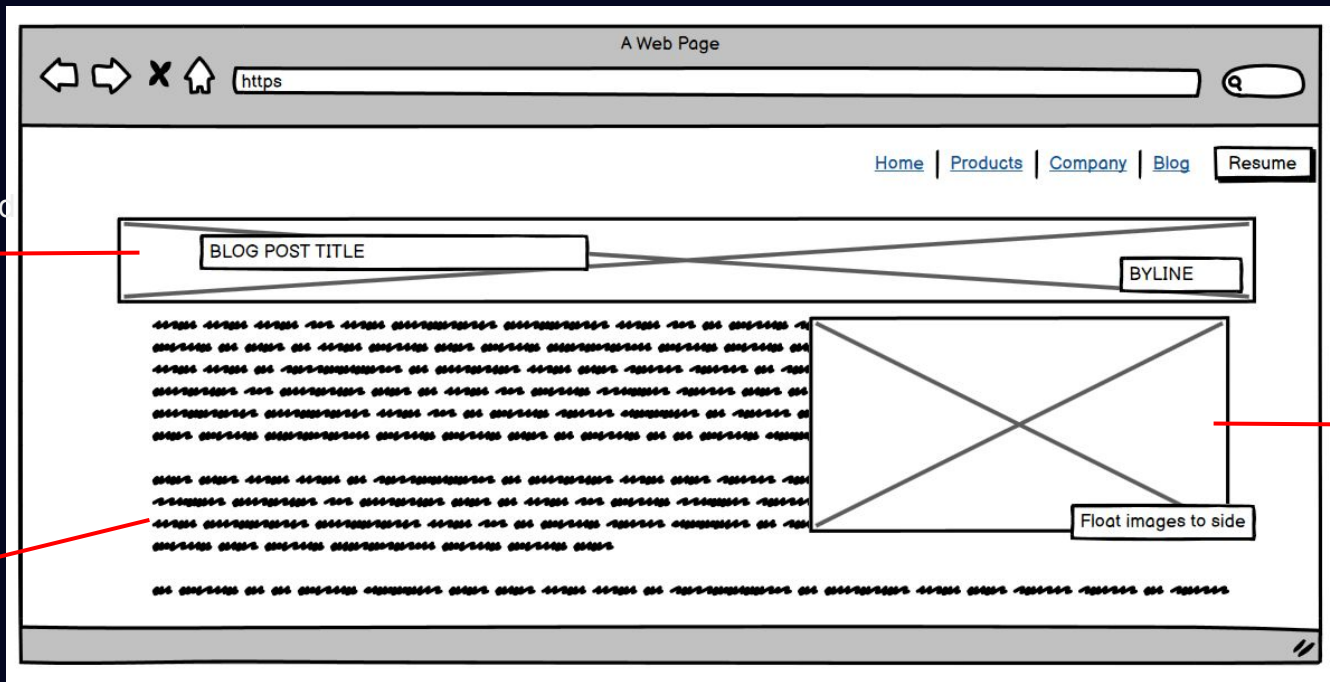 A Web Page
https
Home Products Company Blog Resume
BLOG POST TITLE
BYLINE
Float images to side